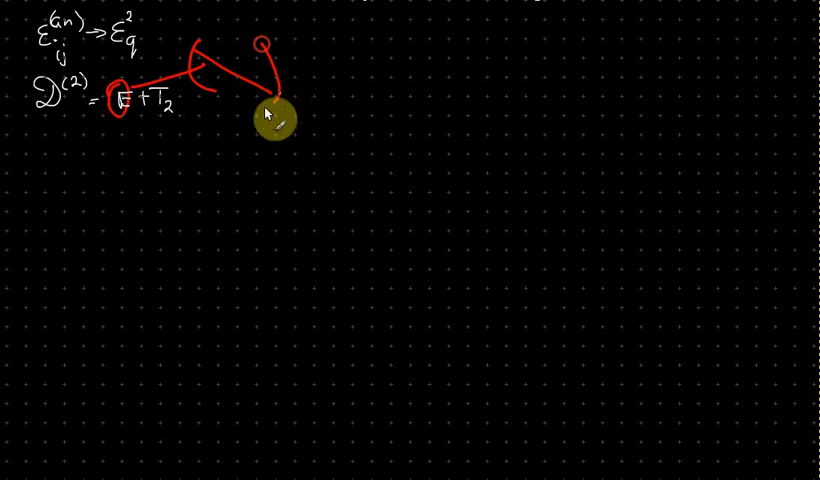 ε_ij^(an) → ε_q^2
D^(2) = E + T_2